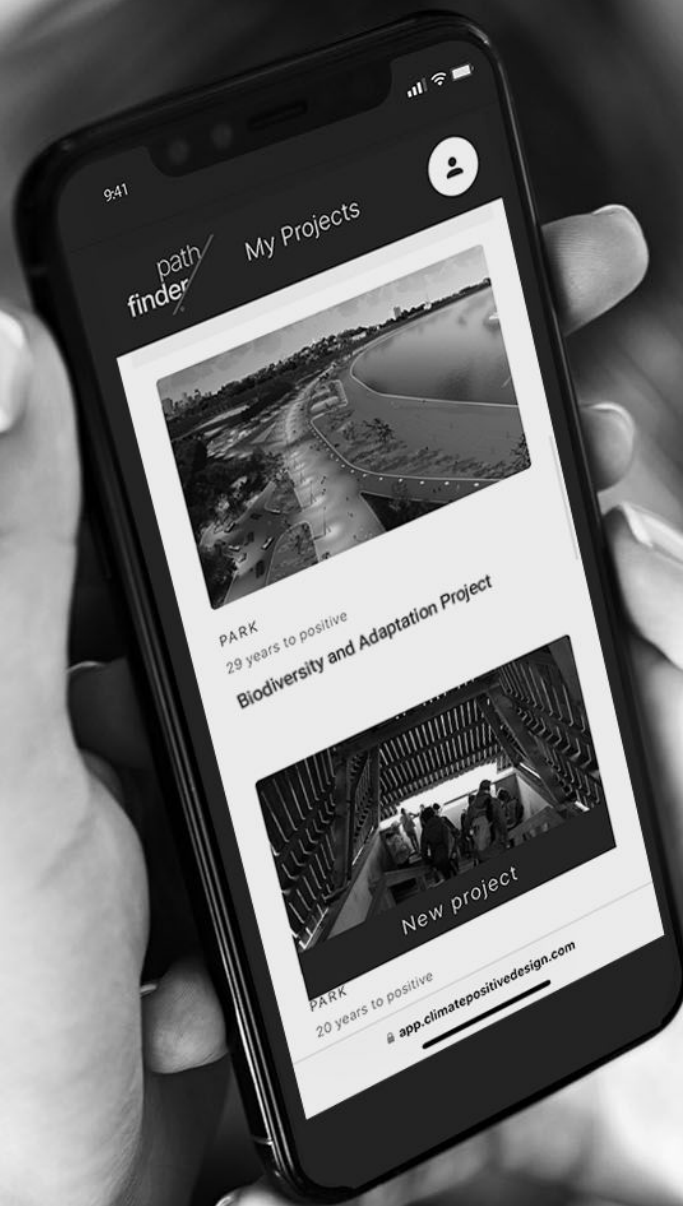 9:41
path
finder
My Projects
PARK
29 years to positive
Biodiversity and Adaptation Project
New project
PARK
20 years to positive
app.climatepositivedesign.com